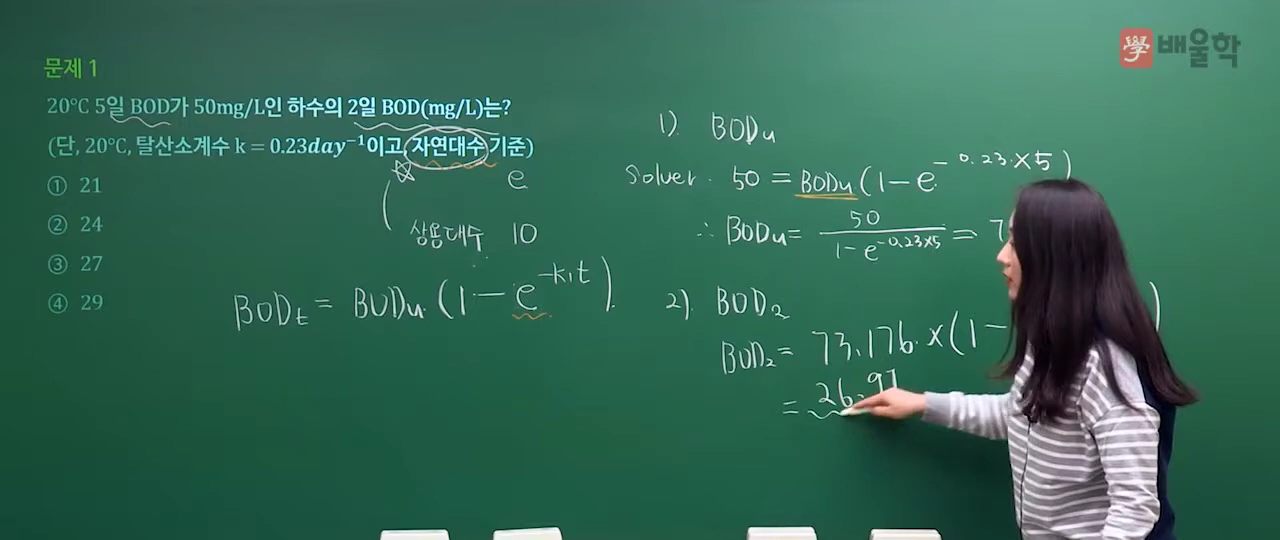 學 배울학
문제 1
20°C 5일 BOD가 50mg/L인 하수의 2일 BOD(mg/L)는?
(단, 20°C, 탈산소계수 k = 0.23day⁻¹이고, 자연대수 기준)
① 21
② 24
③ 27
④ 29
e
상용대수 10
BODₜ = BODu (1 - e^-k₁t).
1). BODu
Solver. 50 = BODu (1 - e^-0.23×5)
∴ BODu = 50 / 1 - e^-0.23×5 = 7
2). BOD₂
BOD₂ = 73.176 × (1 - )
= 26.97